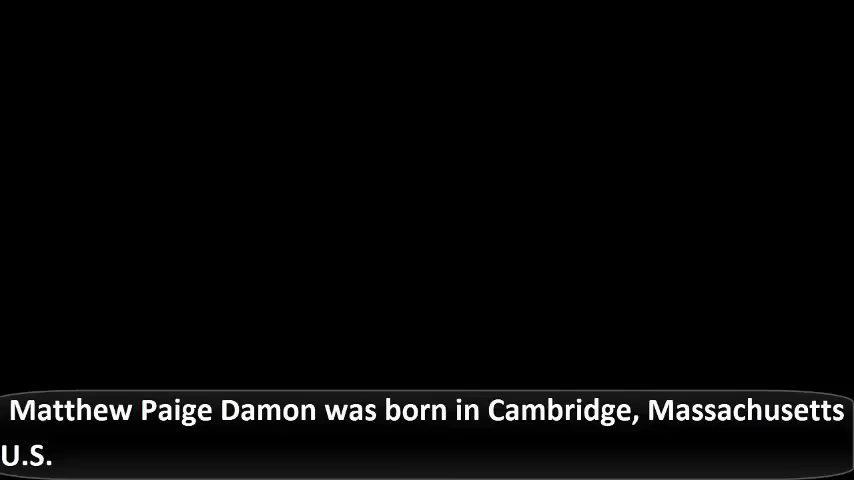 Matthew Paige Damon was born in Cambridge, Massachusetts
U.S.